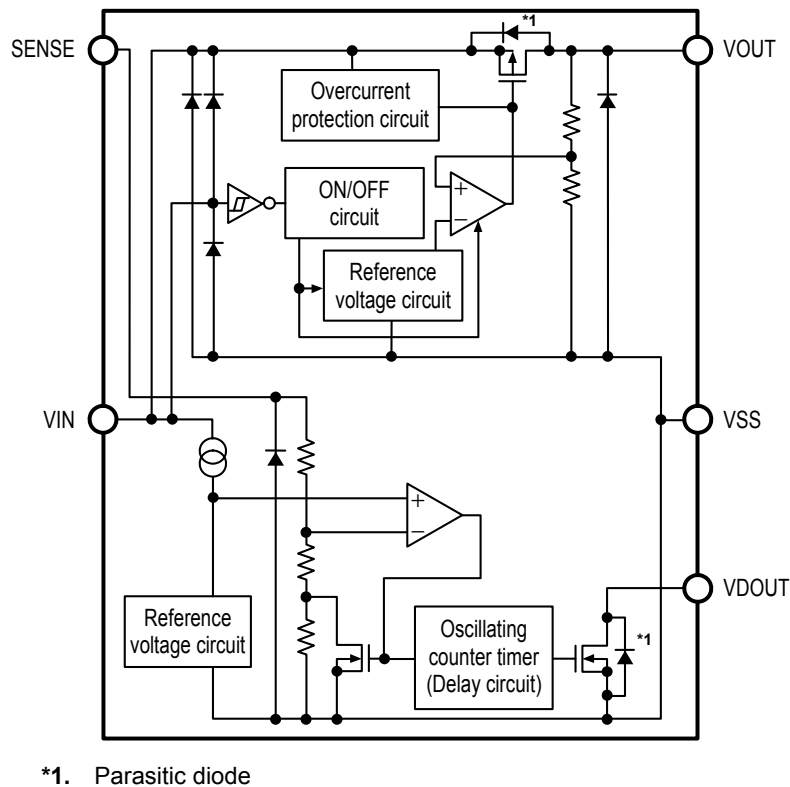 *1
SENSE
VOUT
Overcurrent
protection circuit
ON/OFF
circuit
+
−
Reference
voltage circuit
VIN
VSS
+
−
VDOUT
Reference
voltage circuit
Oscillating
counter timer
(Delay circuit)
*1
*1. Parasitic diode